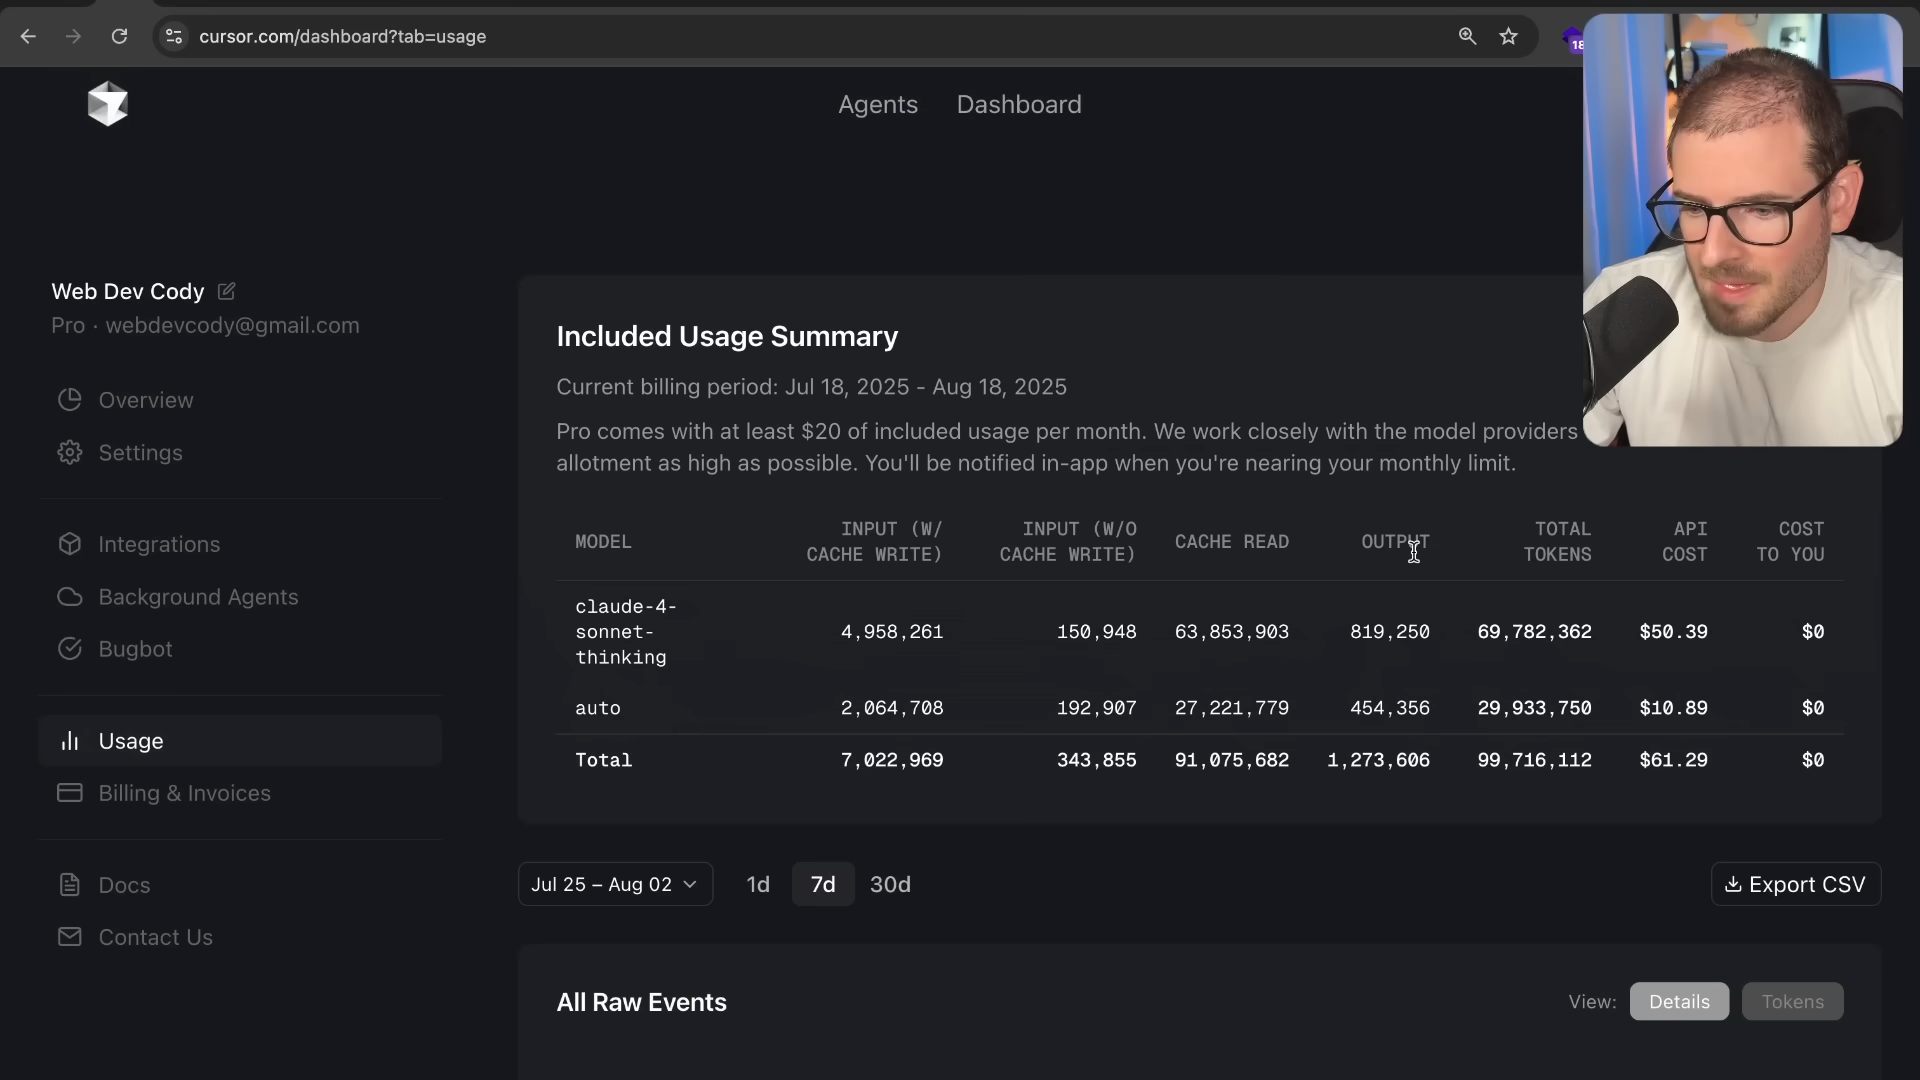 cursor.com/dashboard?tab=usage
18
Agents Dashboard
Web Dev Cody
Pro · webdevcody@gmail.com
Overview
Settings
Integrations
Background Agents
Bugbot
Usage
Billing & Invoices
Docs
Contact Us
Included Usage Summary
Current billing period: Jul 18, 2025 - Aug 18, 2025
Pro comes with at least $20 of included usage per month. We work closely with the model providers
allotment as high as possible. You'll be notified in-app when you're nearing your monthly limit.
MODEL INPUT (W/ CACHE WRITE) INPUT (W/O CACHE WRITE) CACHE READ OUTPUT TOTAL TOKENS API COST COST TO YOU
claude-4-
sonnet-
thinking 4,958,261 150,948 63,853,903 819,250 69,782,362 $50.39 $0
auto 2,064,708 192,907 27,221,779 454,356 29,933,750 $10.89 $0
Total 7,022,969 343,855 91,075,682 1,273,606 99,716,112 $61.29 $0
Jul 25 – Aug 02 1d 7d 30d Export CSV
All Raw Events View: Details Tokens